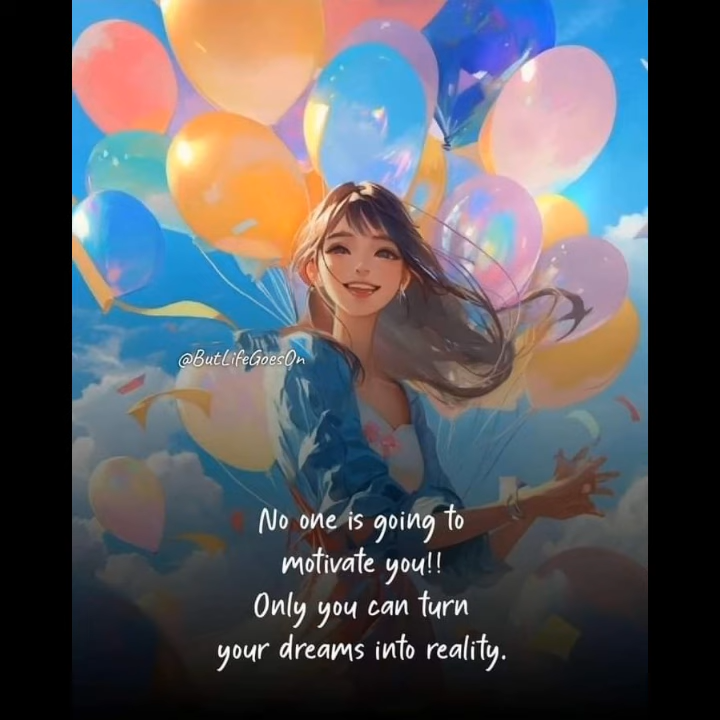 @ButLifeGoesOn
No one is going to
motivate you!!
Only you can turn
your dreams into reality.